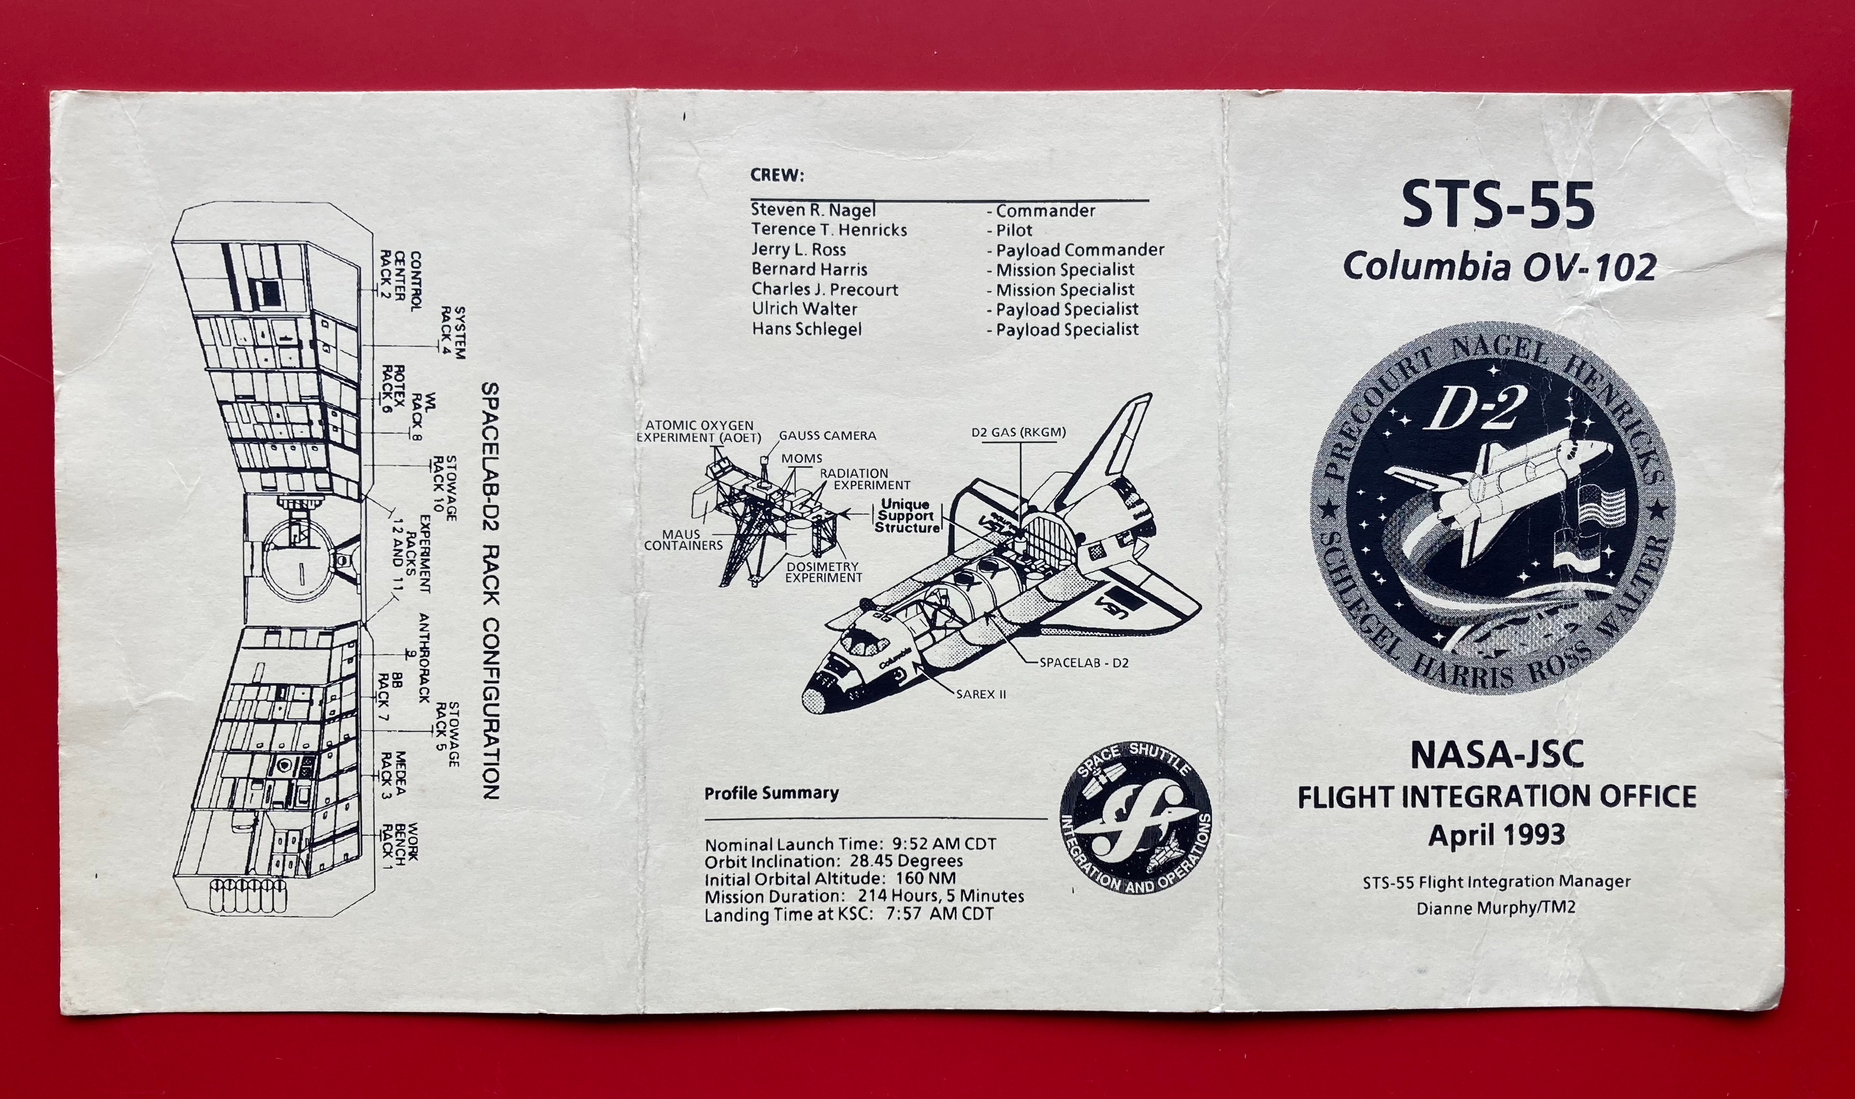 SPACELAB-D2 RACK CONFIGURATION
CONTROL
CENTER
RACK 2
SYSTEM
RACK 4
ROTEX
RACK 6
WL
RACK 8
STOWAGE
RACK 10
EXPERIMENT
RACKS
12 AND 11
ANTHRORACK
9
BB
RACK 7
STOWAGE
RACK 5
MEDEA
RACK 3
WORK
BENCH
RACK 1
CREW:
Steven R. Nagel - Commander
Terence T. Henricks - Pilot
Jerry L. Ross - Payload Commander
Bernard Harris - Mission Specialist
Charles J. Precourt - Mission Specialist
Ulrich Walter - Payload Specialist
Hans Schlegel - Payload Specialist
ATOMIC OXYGEN
EXPERIMENT (AOET)
GAUSS CAMERA
MOMS
RADIATION
EXPERIMENT
D2 GAS (RKGM)
Unique
Support
Structure
MAUS
CONTAINERS
DOSIMETRY
EXPERIMENT
USA
USA
Columbia
SPACELAB - D2
SAREX II
Profile Summary
Nominal Launch Time: 9:52 AM CDT
Orbit Inclination: 28.45 Degrees
Initial Orbital Altitude: 160 NM
Mission Duration: 214 Hours, 5 Minutes
Landing Time at KSC: 7:57 AM CDT
SPACE SHUTTLE
INTEGRATION AND OPERATIONS
STS-55
Columbia OV-102
PRECOURT NAGEL HENRICKS
D-2
SCHLEGEL HARRIS ROSS WALTER
NASA-JSC
FLIGHT INTEGRATION OFFICE
April 1993
STS-55 Flight Integration Manager
Dianne Murphy/TM2